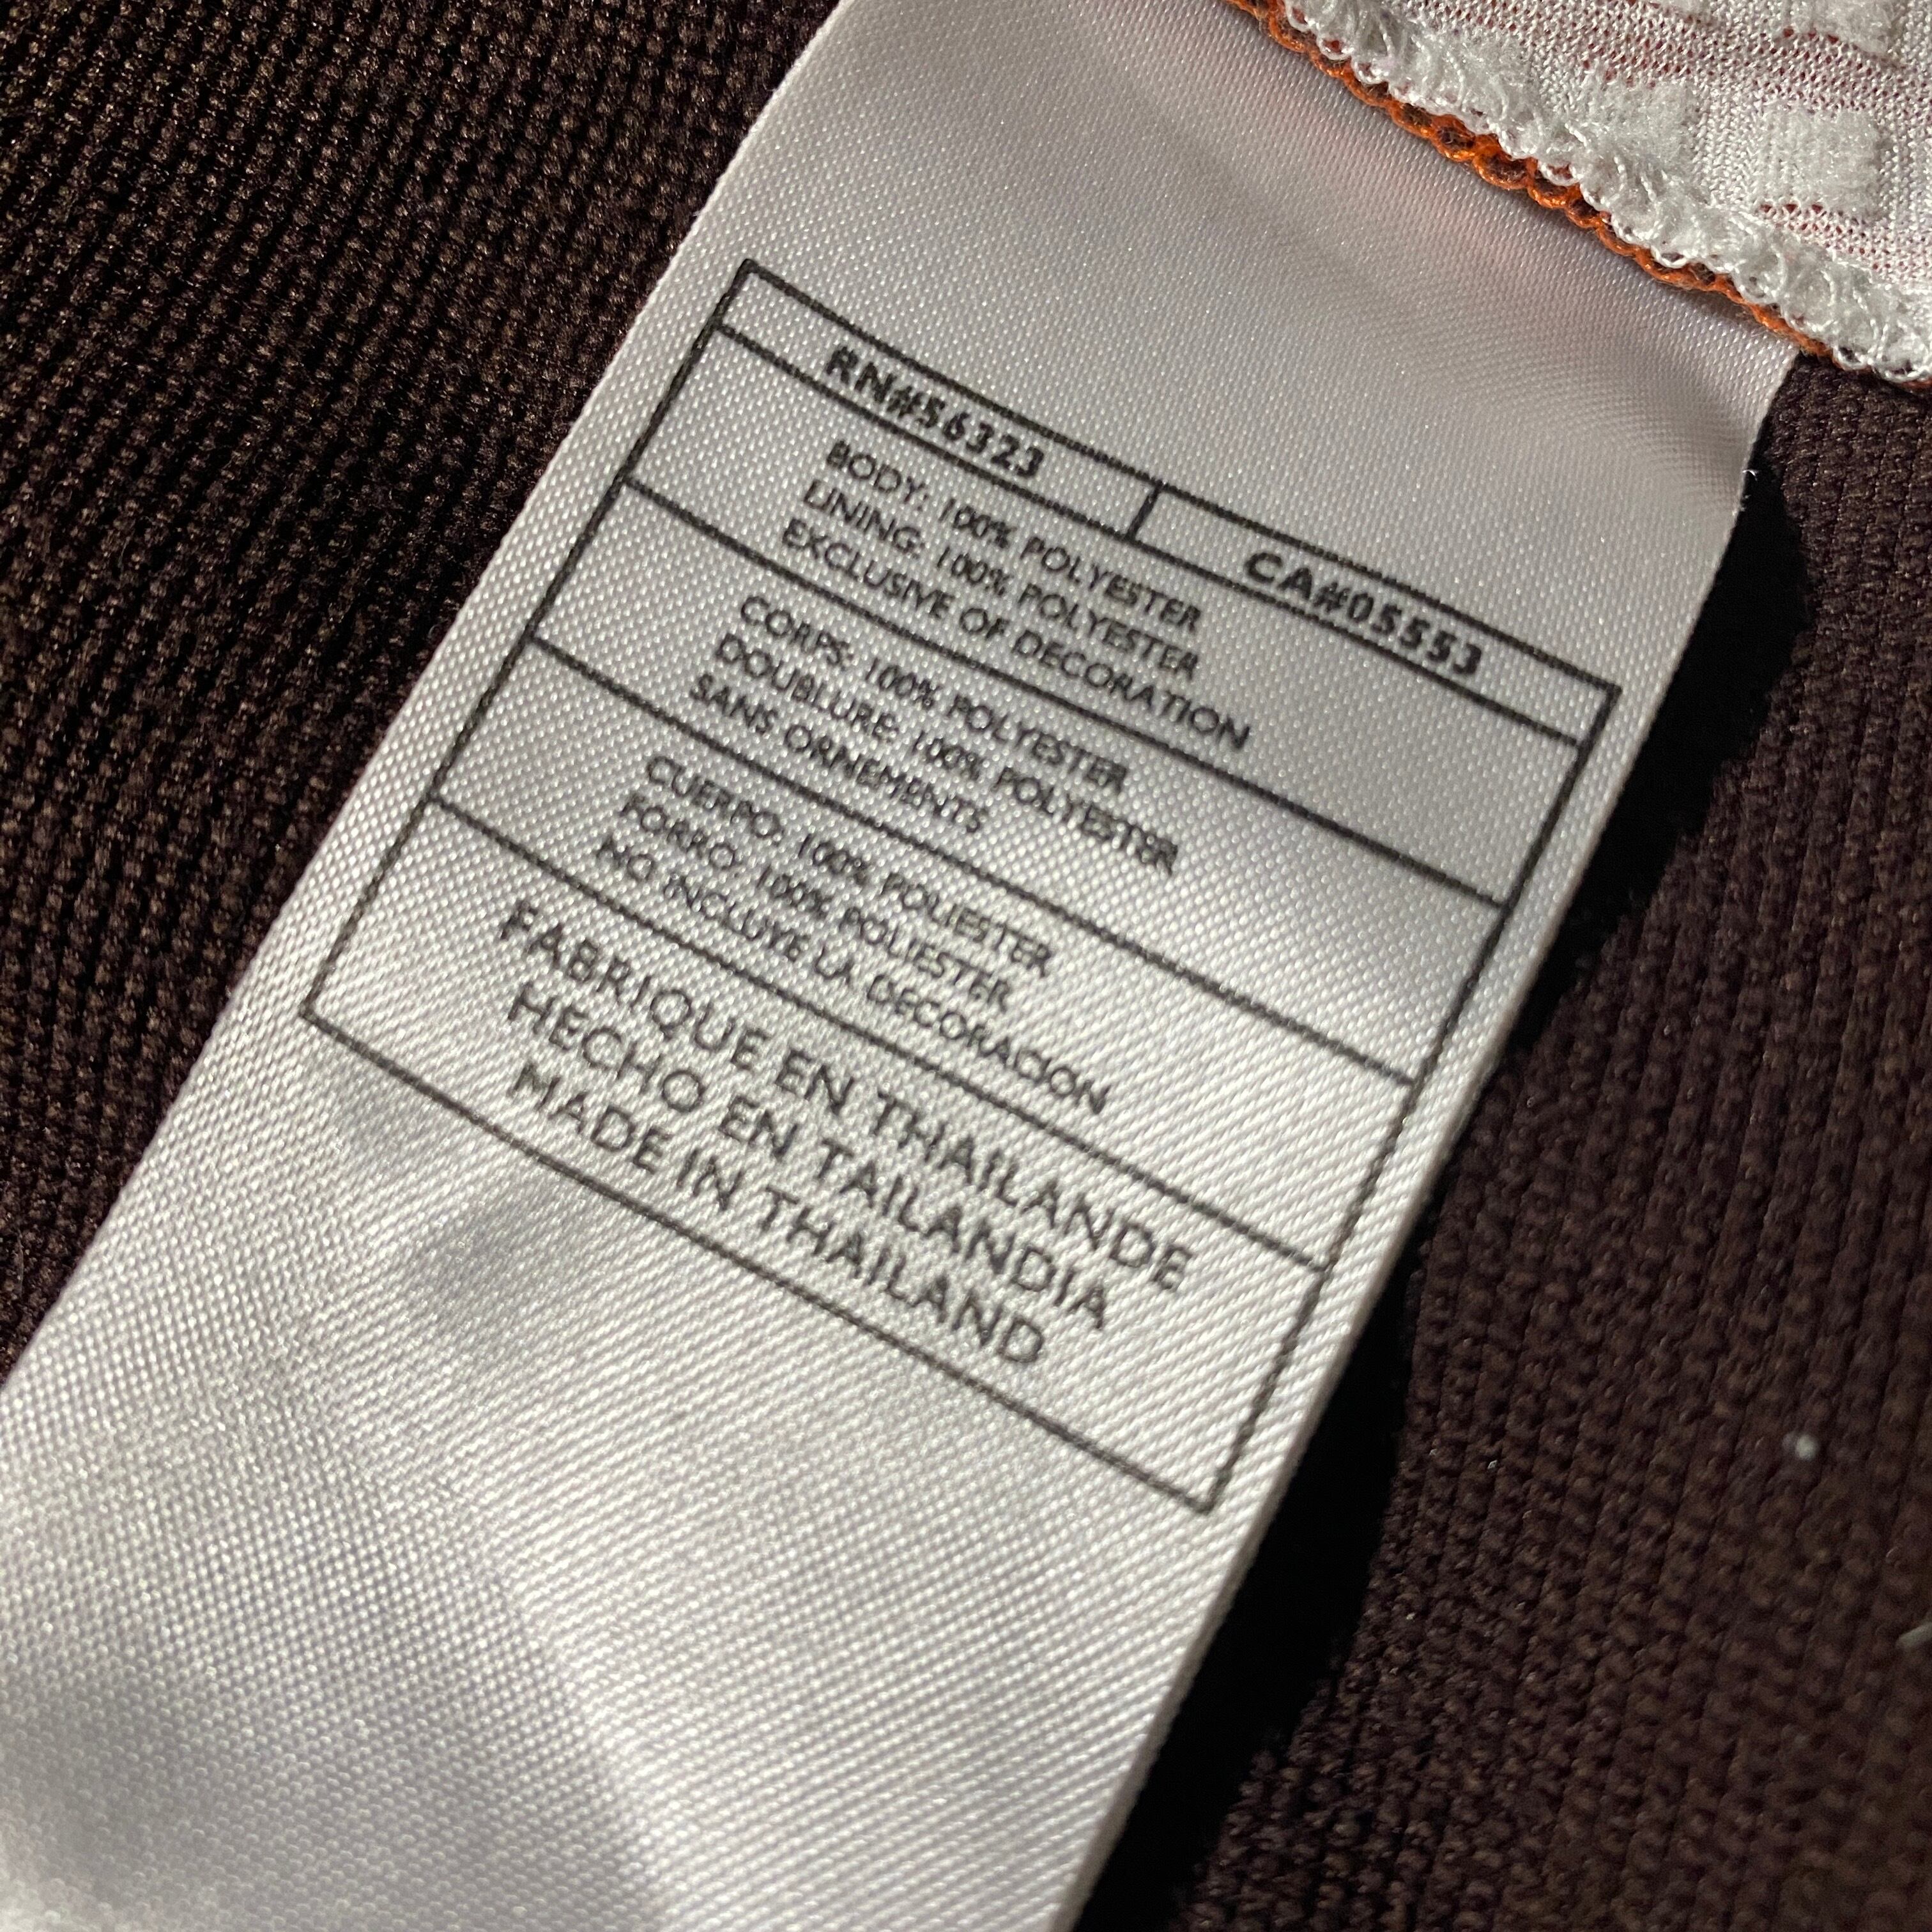 RN#56323 CA#05553
BODY: 100% POLYESTER
LINING: 100% POLYESTER
EXCLUSIVE OF DECORATION
CORPS: 100% POLYESTER
DOUBLURE: 100% POLYESTER
SANS ORNEMENTS
CUERPO: 100% POLIESTER
FORRO: 100% POLIESTER
NO INCLUYE LA DECORACION
FABRIQUE EN THAILANDE
HECHO EN TAILANDIA
MADE IN THAILAND